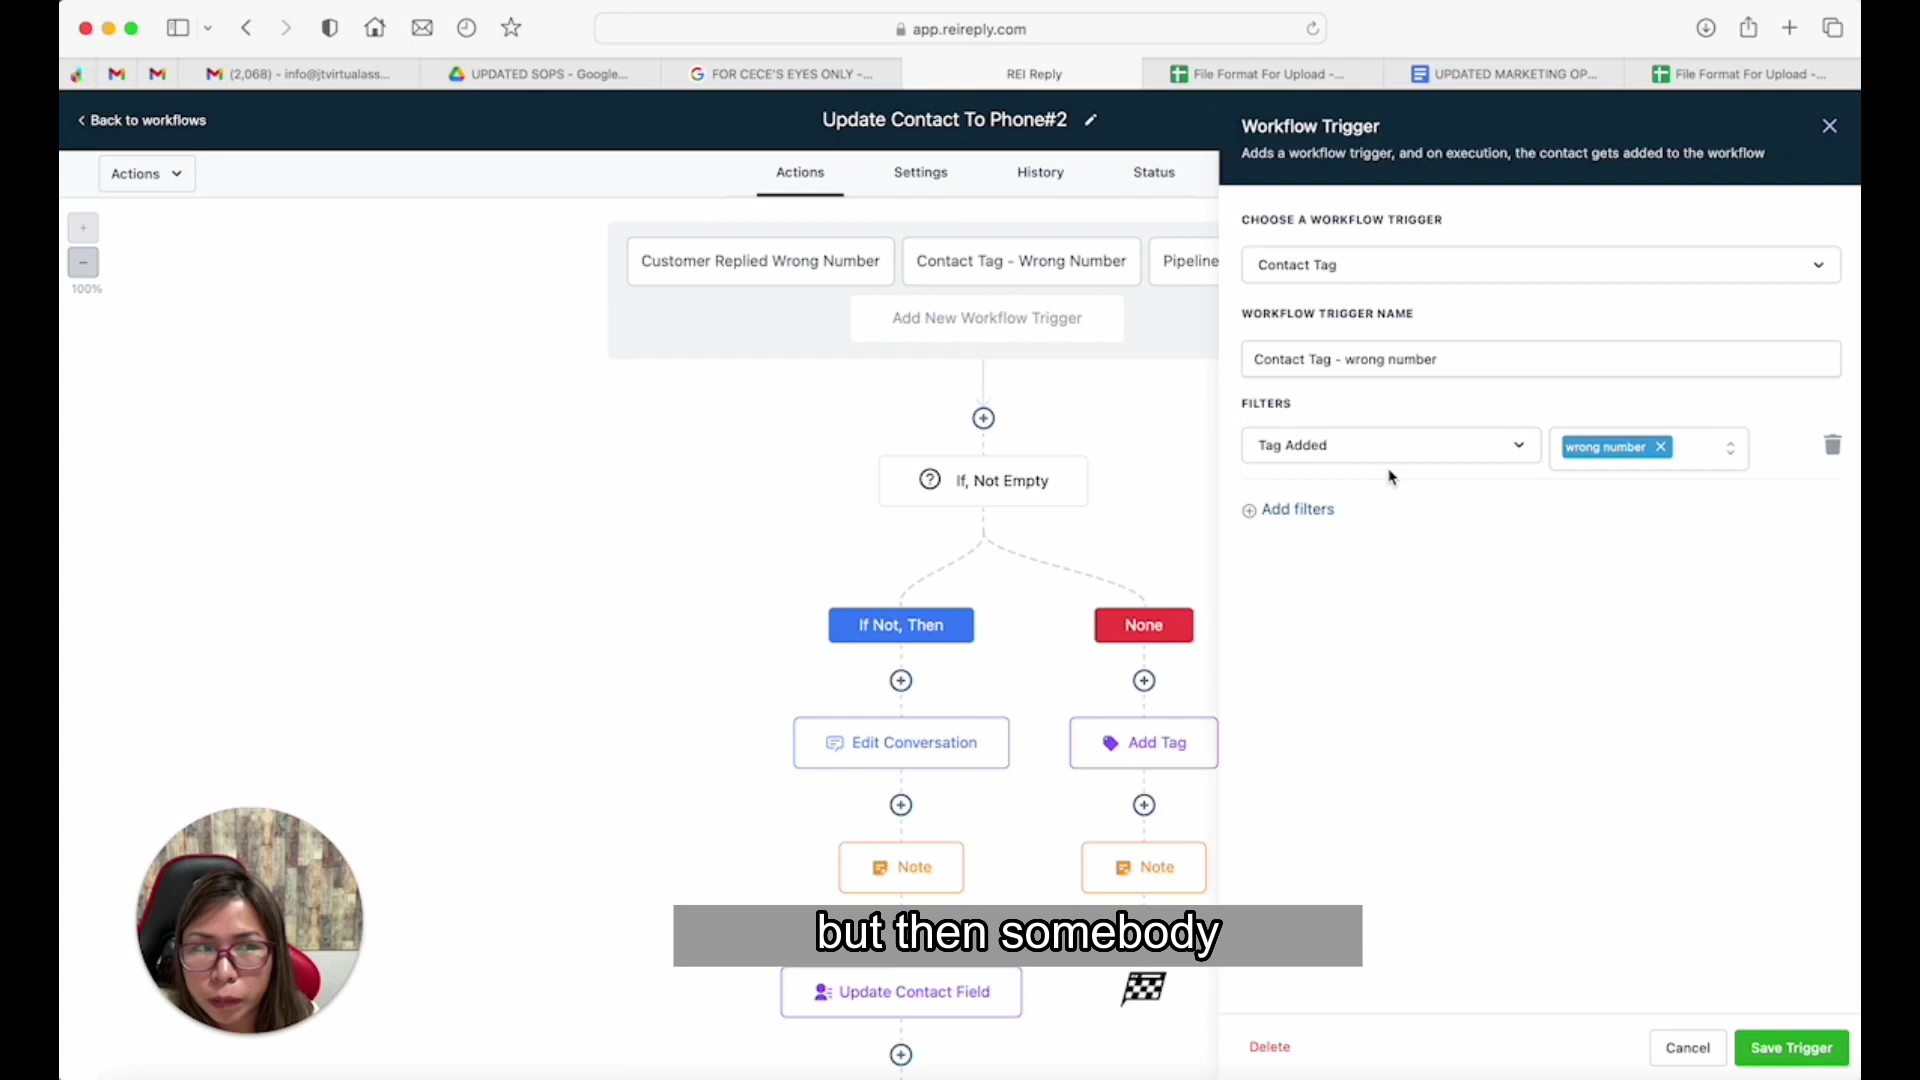 app.reireply.com
(2,068) - info@jtvirtualass...
UPDATED SOPS - Google...
FOR CECE'S EYES ONLY -...
REI Reply
File Format For Upload -...
UPDATED MARKETING OP...
File Format For Upload -...
Back to workflows
Update Contact To Phone#2
Actions
Actions
Settings
History
Status
100%
Customer Replied Wrong Number
Contact Tag - Wrong Number
Pipeline
Add New Workflow Trigger
If, Not Empty
If Not, Then
None
Edit Conversation
Add Tag
Note
Note
but then somebody
Update Contact Field
Workflow Trigger
Adds a workflow trigger, and on execution, the contact gets added to the workflow
CHOOSE A WORKFLOW TRIGGER
Contact Tag
WORKFLOW TRIGGER NAME
Contact Tag - wrong number
FILTERS
Tag Added
wrong number
Add filters
Delete
Cancel
Save Trigger